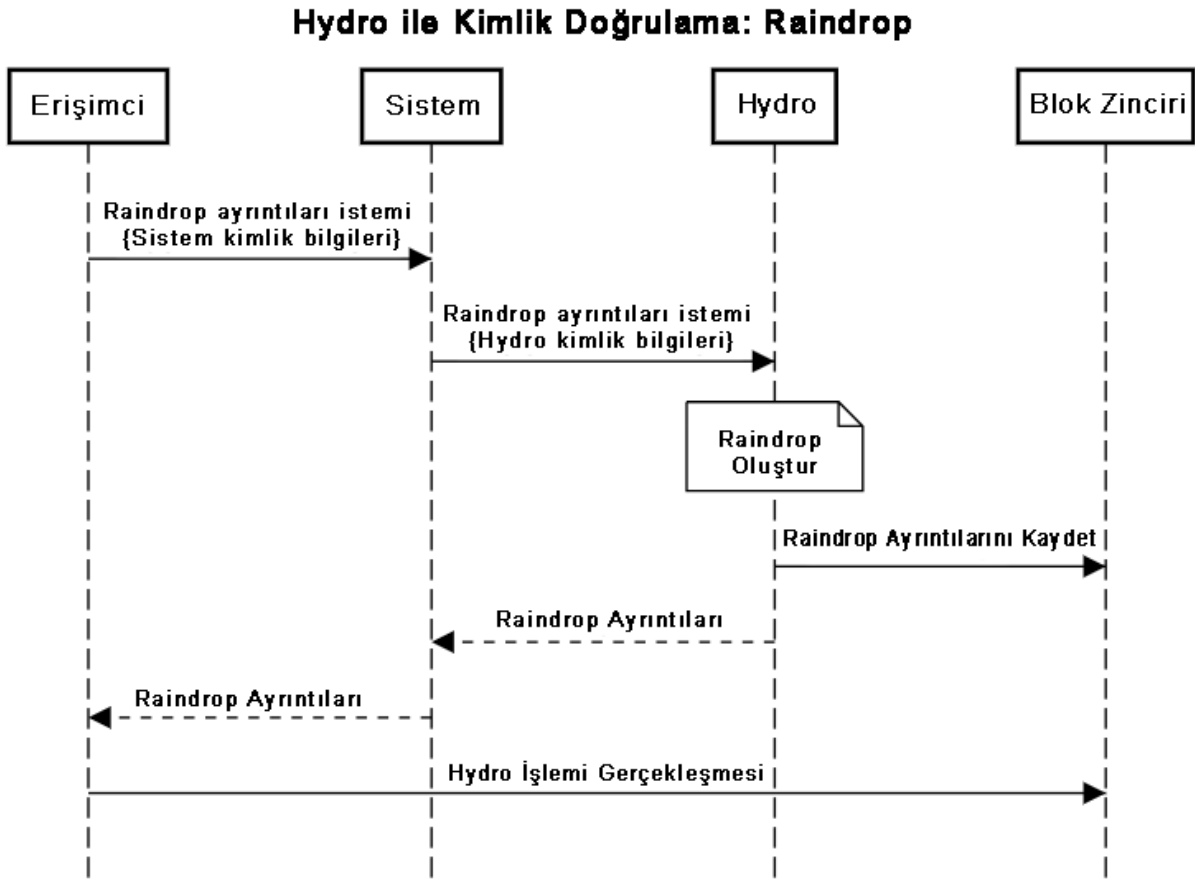 Hydro ile Kimlik Doğrulama: Raindrop
Erişimci
Sistem
Hydro
Blok Zinciri
Raindrop ayrıntıları istemi
{Sistem kimlik bilgileri}
Raindrop ayrıntıları istemi
{Hydro kimlik bilgileri}
Raindrop
Oluştur
Raindrop Ayrıntılarını Kaydet
Raindrop Ayrıntıları
Raindrop Ayrıntıları
Hydro İşlemi Gerçekleşmesi